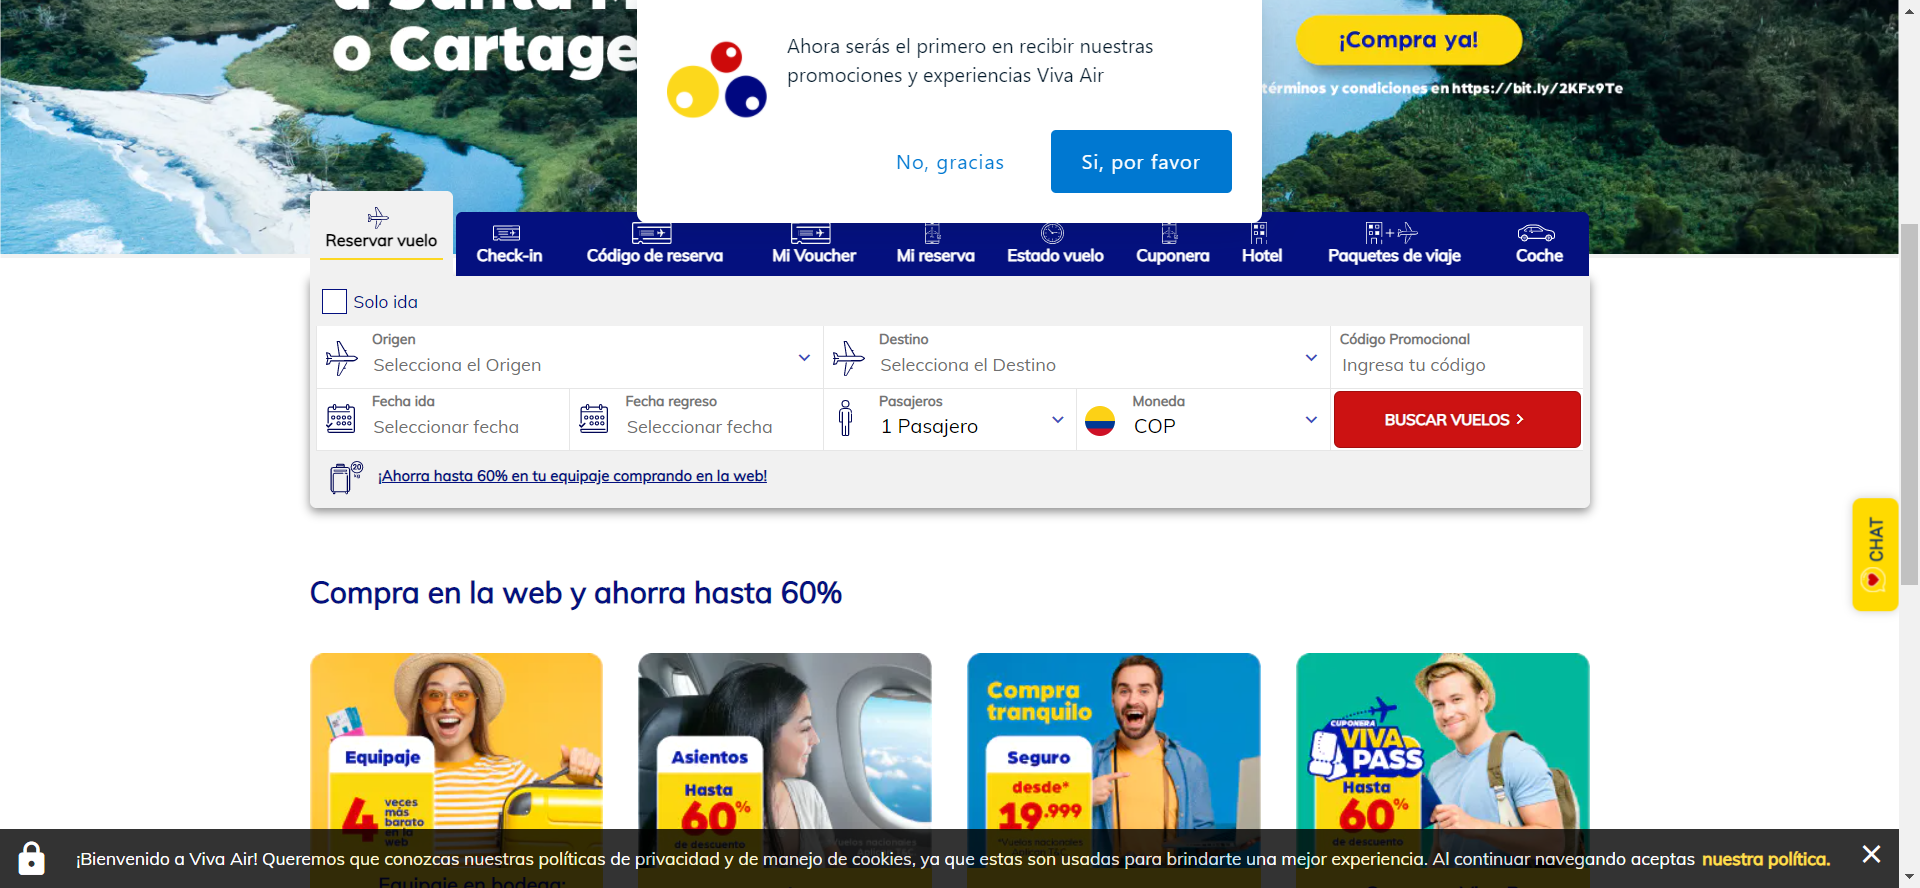 o Cartage
Ahora serás el primero en recibir nuestras
promociones y experiencias Viva Air
No, gracias
Si, por favor
¡Compra ya!
términos y condiciones en https://bit.ly/2KFx9Te
Reservar vuelo
Check-in
Código de reserva
Mi Voucher
Mi reserva
Estado vuelo
Cuponera
Hotel
Paquetes de viaje
Coche
Solo ida
Origen
Selecciona el Origen
Destino
Selecciona el Destino
Código Promocional
Ingresa tu código
Fecha ida
Seleccionar fecha
Fecha regreso
Seleccionar fecha
Pasajeros
1 Pasajero
Moneda
COP
BUSCAR VUELOS
20
¡Ahorra hasta 60% en tu equipaje comprando en la web!
CHAT
Compra en la web y ahorra hasta 60%
Equipaje
4 veces
más
barato
en la
web
Asientos
Hasta
60%
de descuento
*Vuelos nacionales
Compra
tranquilo
Seguro
desde*
19.999
*Vuelos nacionales
CUPONERA
VIVA
PASS
Hasta
60%
de descuento
¡Bienvenido a Viva Air! Queremos que conozcas nuestras políticas de privacidad y de manejo de cookies, ya que estas son usadas para brindarte una mejor experiencia. Al continuar navegando aceptas nuestra política.
Equipaje en bodega: